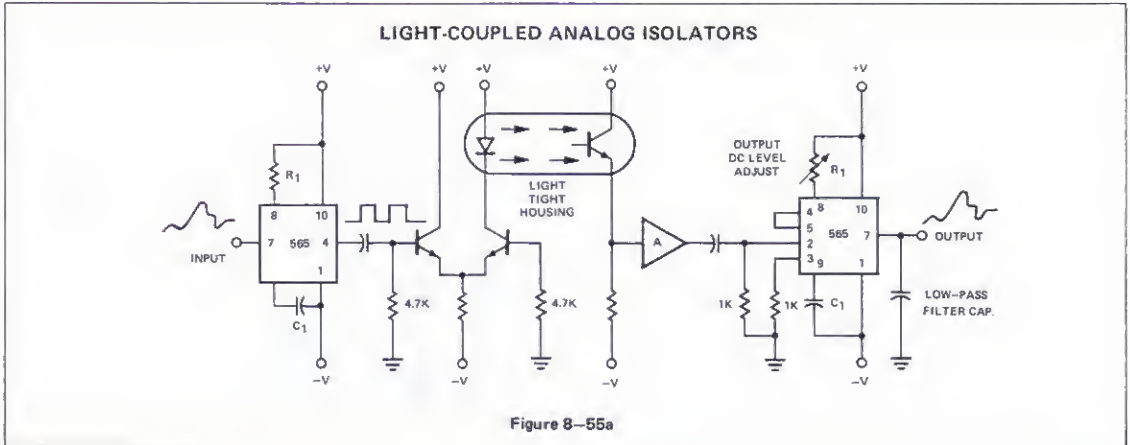 LIGHT-COUPLED ANALOG ISOLATORS
+V
+V
+V
+V
+V
R1
8 10
7 565 4
1
INPUT
C1
4.7K
−V
4.7K
LIGHT
TIGHT
HOUSING
A
−V
−V
1K
1K
OUTPUT
DC LEVEL
ADJUST
R1
8 10
4
5 565 7
2
3
9 1
C1
OUTPUT
LOW–PASS
FILTER CAP.
−V
Figure 8–55a